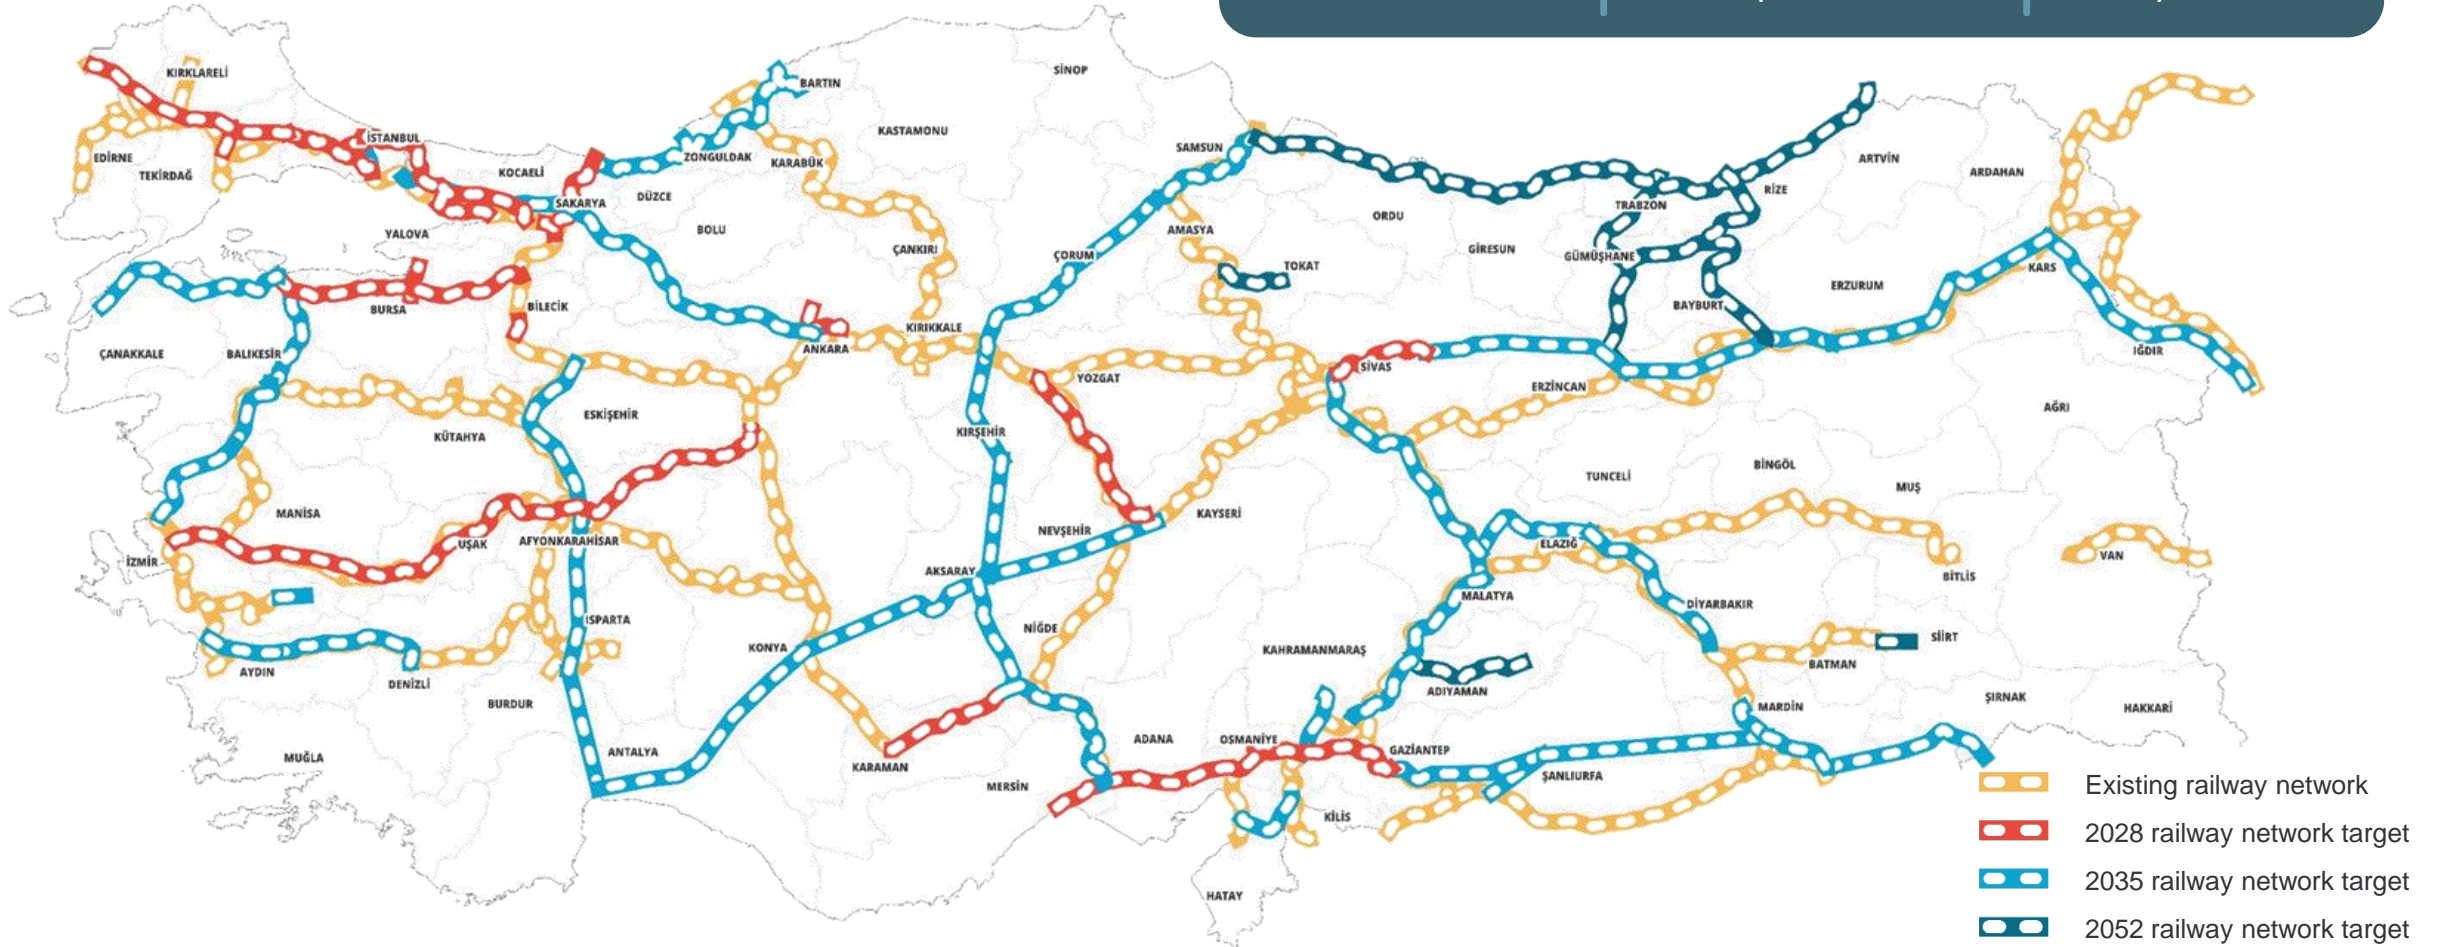 KIRKLARELİ
EDİRNE
TEKİRDAĞ
İSTANBUL
KOCAELİ
SAKARYA
YALOVA
DÜZCE
BOLU
ZONGULDAK
BARTIN
KARABÜK
KASTAMONU
SİNOP
ÇANKIRI
SAMSUN
AMASYA
ÇORUM
TOKAT
ORDU
GİRESUN
TRABZON
GÜMÜŞHANE
RİZE
ARTVİN
ARDAHAN
BAYBURT
ERZURUM
KARS
IĞDIR
AĞRI
ÇANAKKALE
BALIKESİR
BURSA
BİLECİK
ANKARA
KIRIKKALE
YOZGAT
SİVAS
ERZİNCAN
ESKİŞEHİR
KÜTAHYA
KIRŞEHİR
TUNCELİ
BİNGÖL
MUŞ
MANİSA
UŞAK
AFYONKARAHİSAR
NEVŞEHİR
KAYSERİ
ELAZIĞ
BİTLİS
VAN
İZMİR
AKSARAY
MALATYA
DİYARBAKIR
ISPARTA
NİĞDE
KONYA
KAHRAMANMARAŞ
BATMAN
SİİRT
AYDIN
DENİZLİ
BURDUR
ADIYAMAN
MARDİN
ŞIRNAK
HAKKARİ
MUĞLA
ANTALYA
KARAMAN
MERSİN
ADANA
OSMANİYE
GAZİANTEP
ŞANLIURFA
KİLİS
HATAY
Existing railway network
2028 railway network target
2035 railway network target
2052 railway network target